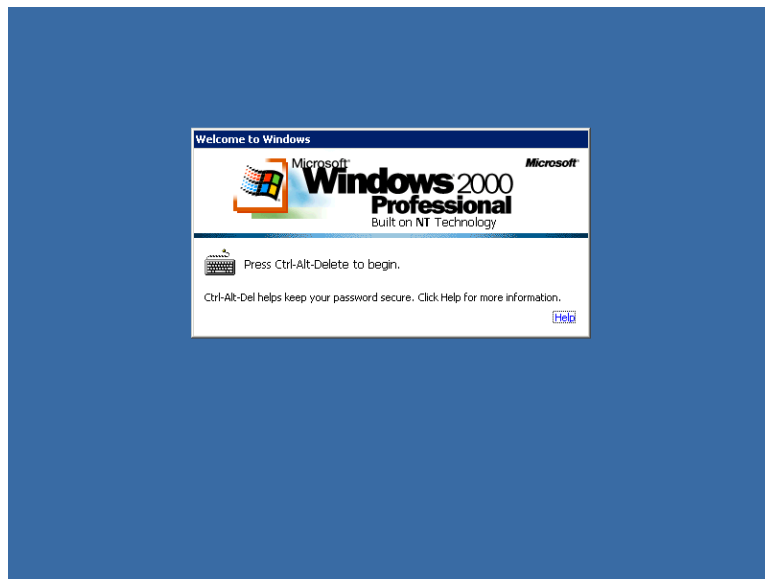 Welcome to Windows
Microsoft
Microsoft
Windows 2000
Professional
Built on NT Technology
Press Ctrl-Alt-Delete to begin.
Ctrl-Alt-Del helps keep your password secure. Click Help for more information.
Help